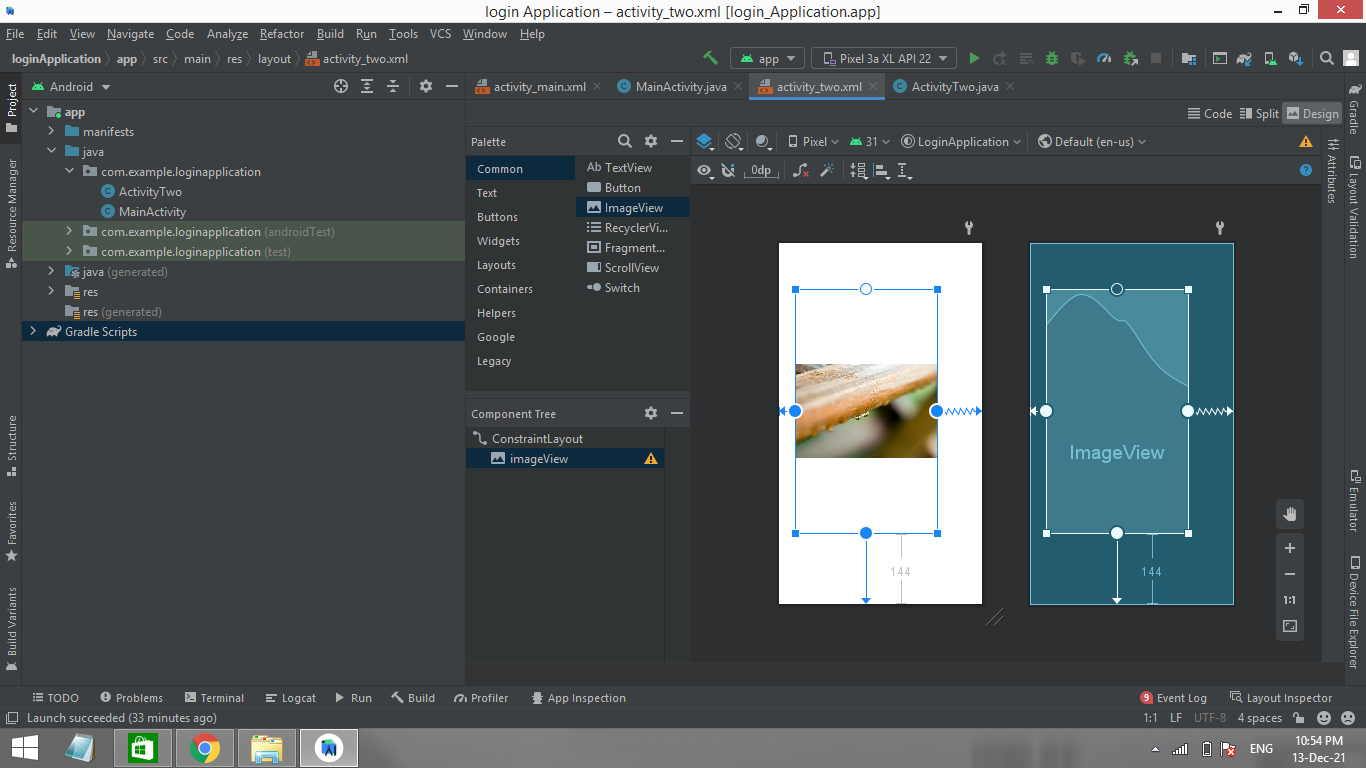 login Application – activity_two.xml [login_Application.app]
File Edit View Navigate Code Analyze Refactor Build Run Tools VCS Window Help
loginApplication app src main res layout activity_two.xml
app Pixel 3a XL API 22
Project
Android
activity_main.xml MainActivity.java activity_two.xml ActivityTwo.java
Gradle
app
manifests
java
com.example.loginapplication
ActivityTwo
MainActivity
com.example.loginapplication (androidTest)
com.example.loginapplication (test)
java (generated)
res
res (generated)
Gradle Scripts
Resource Manager
Structure
Favorites
Build Variants
Code Split Design
Palette
Common
Text
Buttons
Widgets
Layouts
Containers
Helpers
Google
Legacy
Ab TextView
Button
ImageView
RecyclerVi...
Fragment...
ScrollView
Switch
Component Tree
ConstraintLayout
imageView
Pixel 31 LoginApplication Default (en-us)
0dp
144
ImageView
144
1:1
Attributes
Layout Validation
Emulator
Device File Explorer
TODO Problems Terminal Logcat Run Build Profiler App Inspection
9 Event Log Layout Inspector
Launch succeeded (33 minutes ago)
1:1 LF UTF-8 4 spaces
ENG
10:54 PM
13-Dec-21